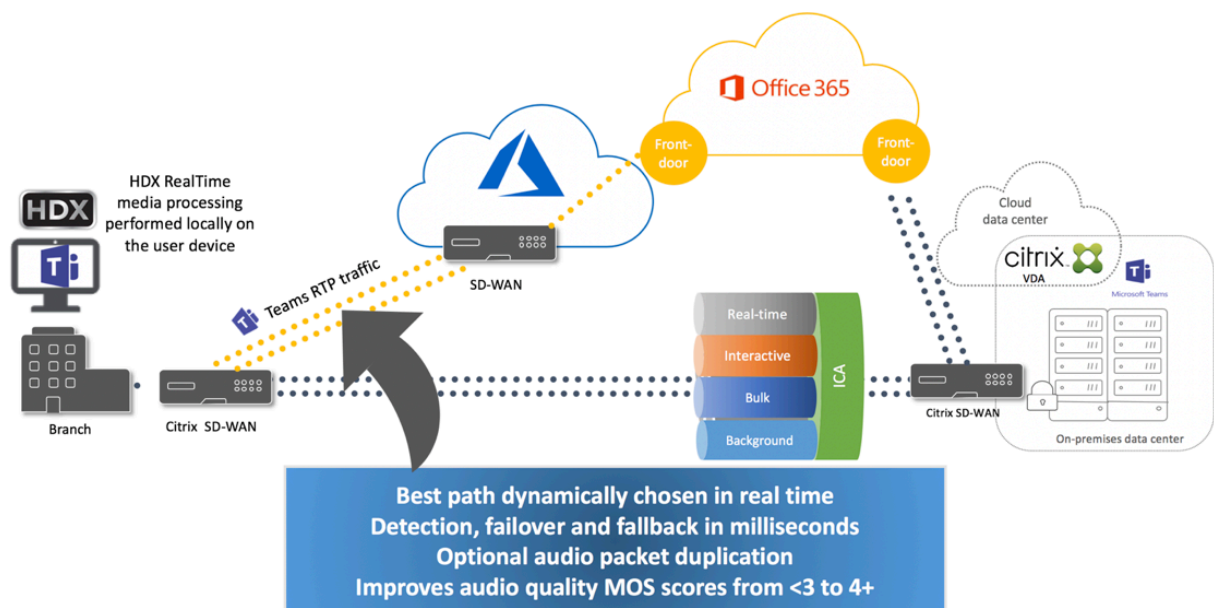 Office 365
Front-
door
Front-
door
HDX RealTime
media processing
performed locally on
the user device
HDX
T
Cloud
data center
citrix
VDA
T
Microsoft Teams
SD-WAN
T
Teams RTP traffic
Real-time
Interactive
Bulk
Background
ICA
Branch
Citrix SD-WAN
Citrix SD-WAN
On-premises data center
Best path dynamically chosen in real time
Detection, failover and fallback in milliseconds
Optional audio packet duplication
Improves audio quality MOS scores from <3 to 4+